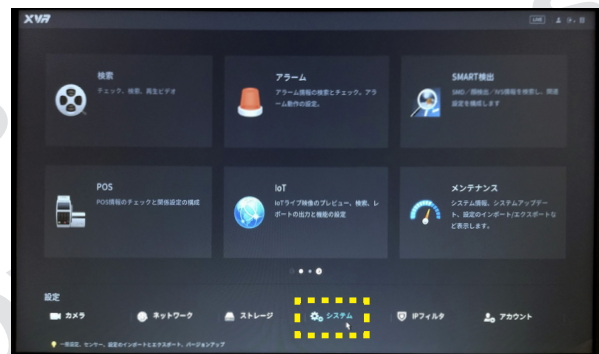 XVR
LIVE
検索
チェック、検索、再生ビデオ
アラーム
アラーム情報の検索とチェック。アラ
ーム動作の設定。
SMART検出
SMD／顔検出／IVS情報を検索し、関連
設定を構成します
POS
POS情報のチェックと関係設定の構成
IoT
IoTライブ映像のプレビュー、検索、レ
ポートの出力と機能の設定
メンテナンス
システム情報、システムアップデー
ト、設定のインポート/エクスポートな
ど表示します。
設定
カメラ
ネットワーク
ストレージ
システム
IPフィルタ
アカウント
一般設定、センサー、設定のインポートとエクスポート、バージョンアップ